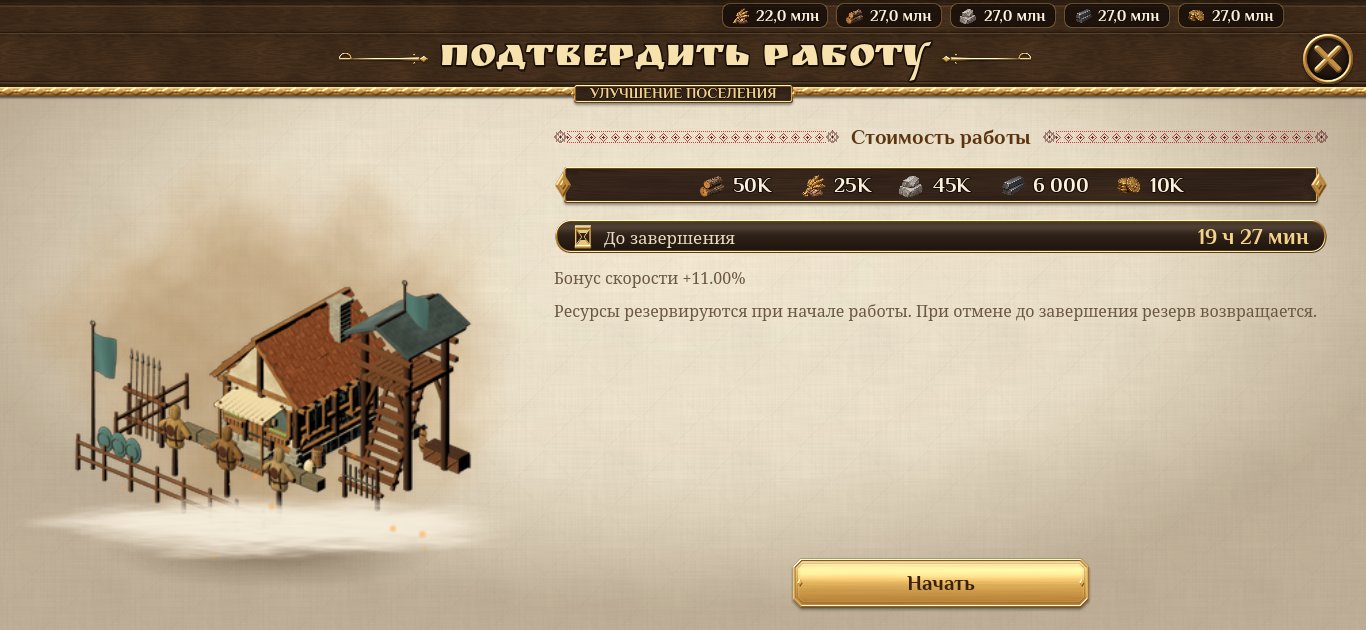 22,0 млн 27,0 млн 27,0 млн 27,0 млн 27,0 млн
ПОДТВЕРДИТЬ РАБОТУ
УЛУЧШЕНИЕ ПОСЕЛЕНИЯ
Стоимость работы
50K 25K 45K 6 000 10K
До завершения 19 ч 27 мин
Бонус скорости +11.00%
Ресурсы резервируются при начале работы. При отмене до завершения резерв возвращается.
Начать